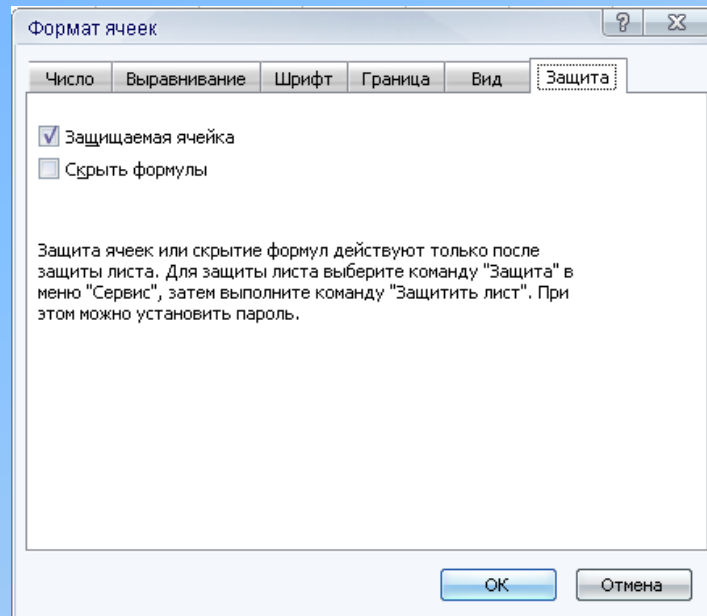 Формат ячеек
Число Выравнивание Шрифт Граница Вид Защита
Защищаемая ячейка
Скрыть формулы
Защита ячеек или скрытие формул действуют только после
защиты листа. Для защиты листа выберите команду "Защита" в
меню "Сервис", затем выполните команду "Защитить лист". При
этом можно установить пароль.
ОК Отмена